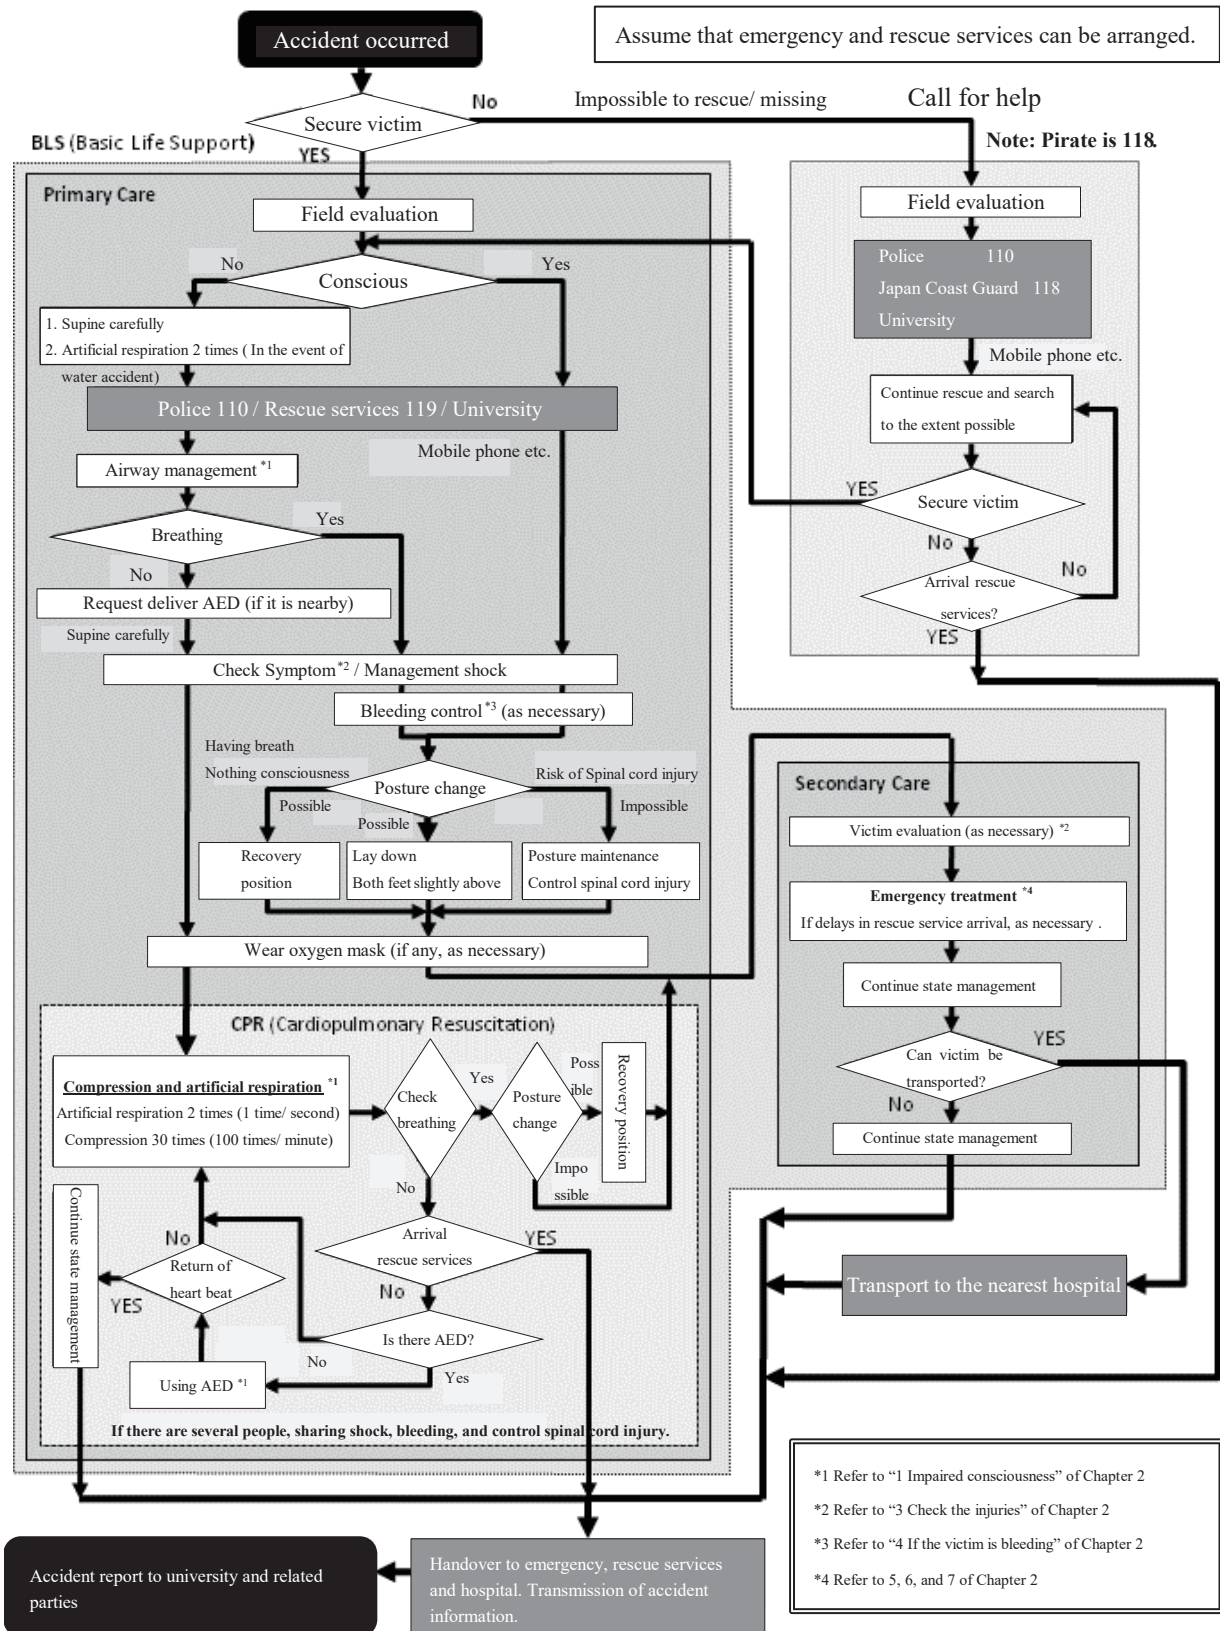 Accident occurred
Assume that emergency and rescue services can be arranged.
Secure victim
No
Impossible to rescue/ missing
Call for help
Note: Pirate is 118.
BLS (Basic Life Support)
YES
Primary Care
Field evaluation
No
Yes
Conscious
1. Supine carefully
2. Artificial respiration 2 times ( In the event of
water accident)
Police 110 / Rescue services 119 / University
Mobile phone etc.
Airway management *1
Breathing
Yes
No
Request deliver AED (if it is nearby)
Supine carefully
Check Symptom*2 / Management shock
Bleeding control*3 (as necessary)
Having breath
Nothing consciousness
Posture change
Risk of Spinal cord injury
Possible
Possible
Impossible
Recovery
position
Lay down
Both feet slightly above
Posture maintenance
Control spinal cord injury
Wear oxygen mask (if any, as necessary)
CPR (Cardiopulmonary Resuscitation)
Compression and artificial respiration *1
Artificial respiration 2 times (1 time/ second)
Compression 30 times (100 times/ minute)
Check
breathing
Yes
Posture
change
Poss
ible
Recovery position
Impo
ssible
No
Arrival
rescue services
YES
No
Is there AED?
No
Yes
Using AED *1
Return of
heart beat
No
YES
Continue state management
If there are several people, sharing shock, bleeding, and control spinal cord injury.
Field evaluation
Police 110
Japan Coast Guard 118
University
Mobile phone etc.
Continue rescue and search
to the extent possible
YES
Secure victim
No
Arrival rescue
services?
No
YES
Secondary Care
Victim evaluation (as necessary) *2
Emergency treatment *4
If delays in rescue service arrival, as necessary .
Continue state management
Can victim be
transported?
YES
No
Continue state management
Transport to the nearest hospital
Handover to emergency, rescue services
and hospital. Transmission of accident
information.
Accident report to university and related
parties
*1 Refer to “1 Impaired consciousness” of Chapter 2
*2 Refer to “3 Check the injuries” of Chapter 2
*3 Refer to “4 If the victim is bleeding” of Chapter 2
*4 Refer to 5, 6, and 7 of Chapter 2